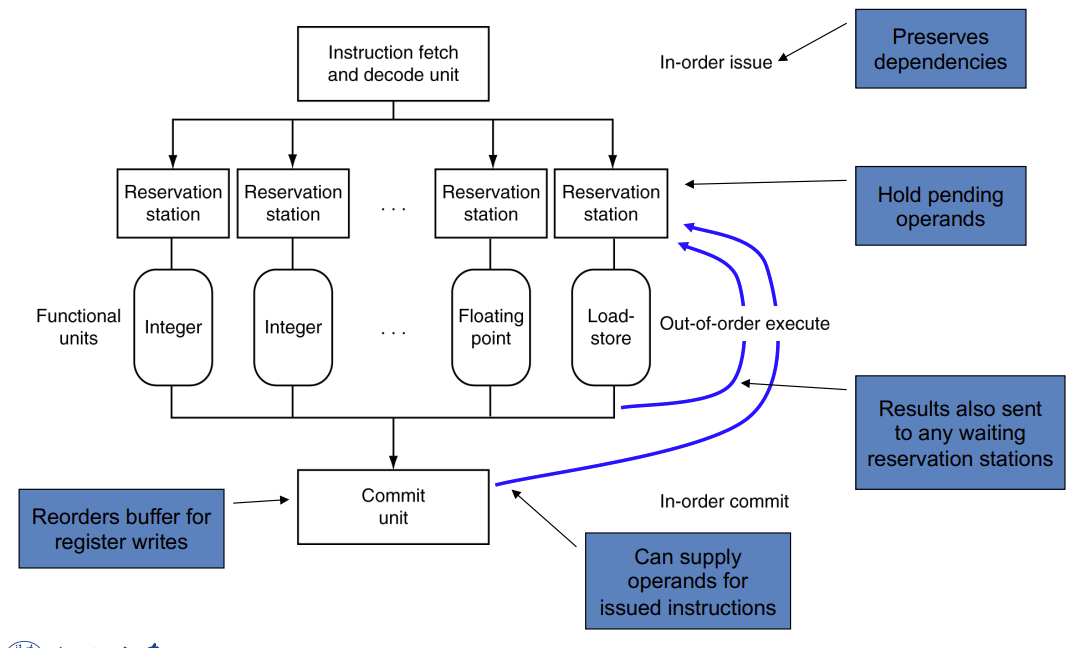 Instruction fetch
and decode unit
In-order issue
Preserves
dependencies
Reservation
station
Reservation
station
. . .
Reservation
station
Reservation
station
Hold pending
operands
Functional
units
Integer
Integer
. . .
Floating
point
Load-
store
Out-of-order execute
Results also sent
to any waiting
reservation stations
Commit
unit
In-order commit
Reorders buffer for
register writes
Can supply
operands for
issued instructions